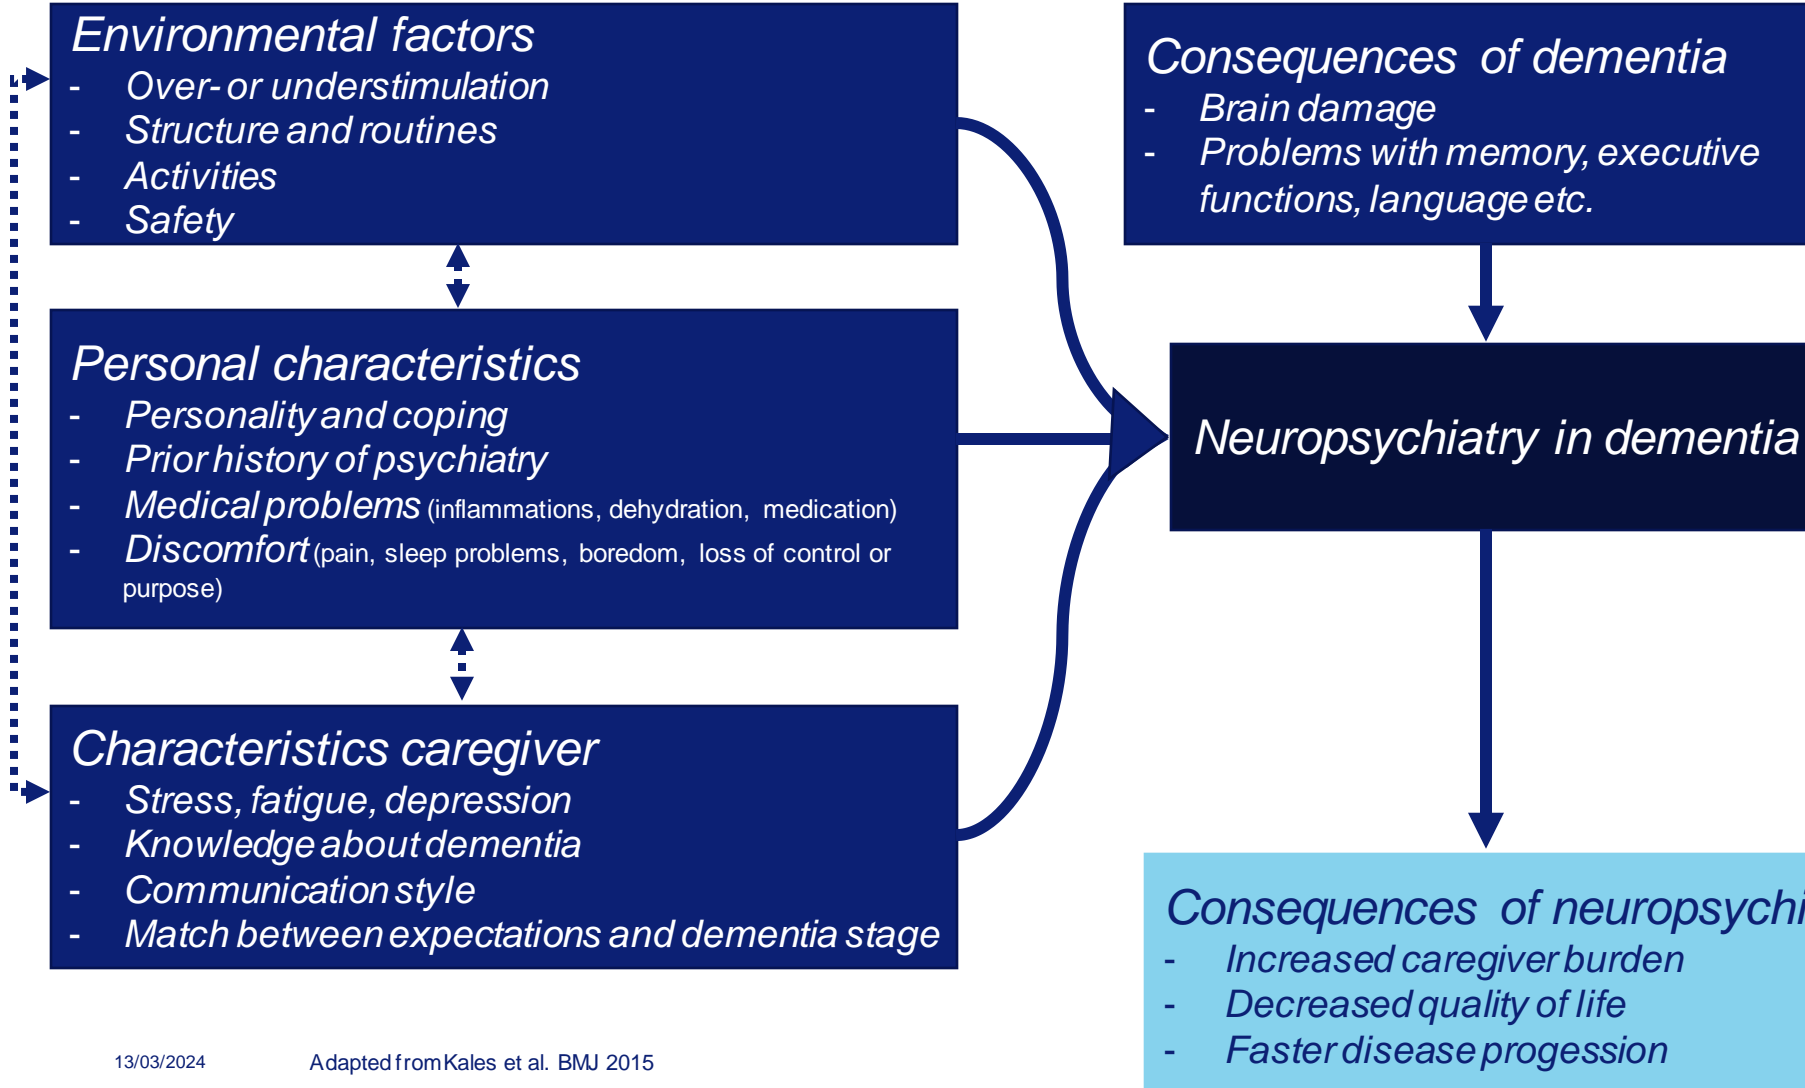 Environmental factors
- Over- or understimulation
- Structure and routines
- Activities
- Safety
Personal characteristics
- Personality and coping
- Prior history of psychiatry
- Medical problems (inflammations, dehydration, medication)
- Discomfort (pain, sleep problems, boredom, loss of control or
purpose)
Characteristics caregiver
- Stress, fatigue, depression
- Knowledge about dementia
- Communication style
- Match between expectations and dementia stage
Consequences of dementia
- Brain damage
- Problems with memory, executive
functions, language etc.
Neuropsychiatry in dementia
Consequences of neuropsychi
- Increased caregiver burden
- Decreased quality of life
- Faster disease progession
13/03/2024
Adapted from Kales et al. BMJ 2015